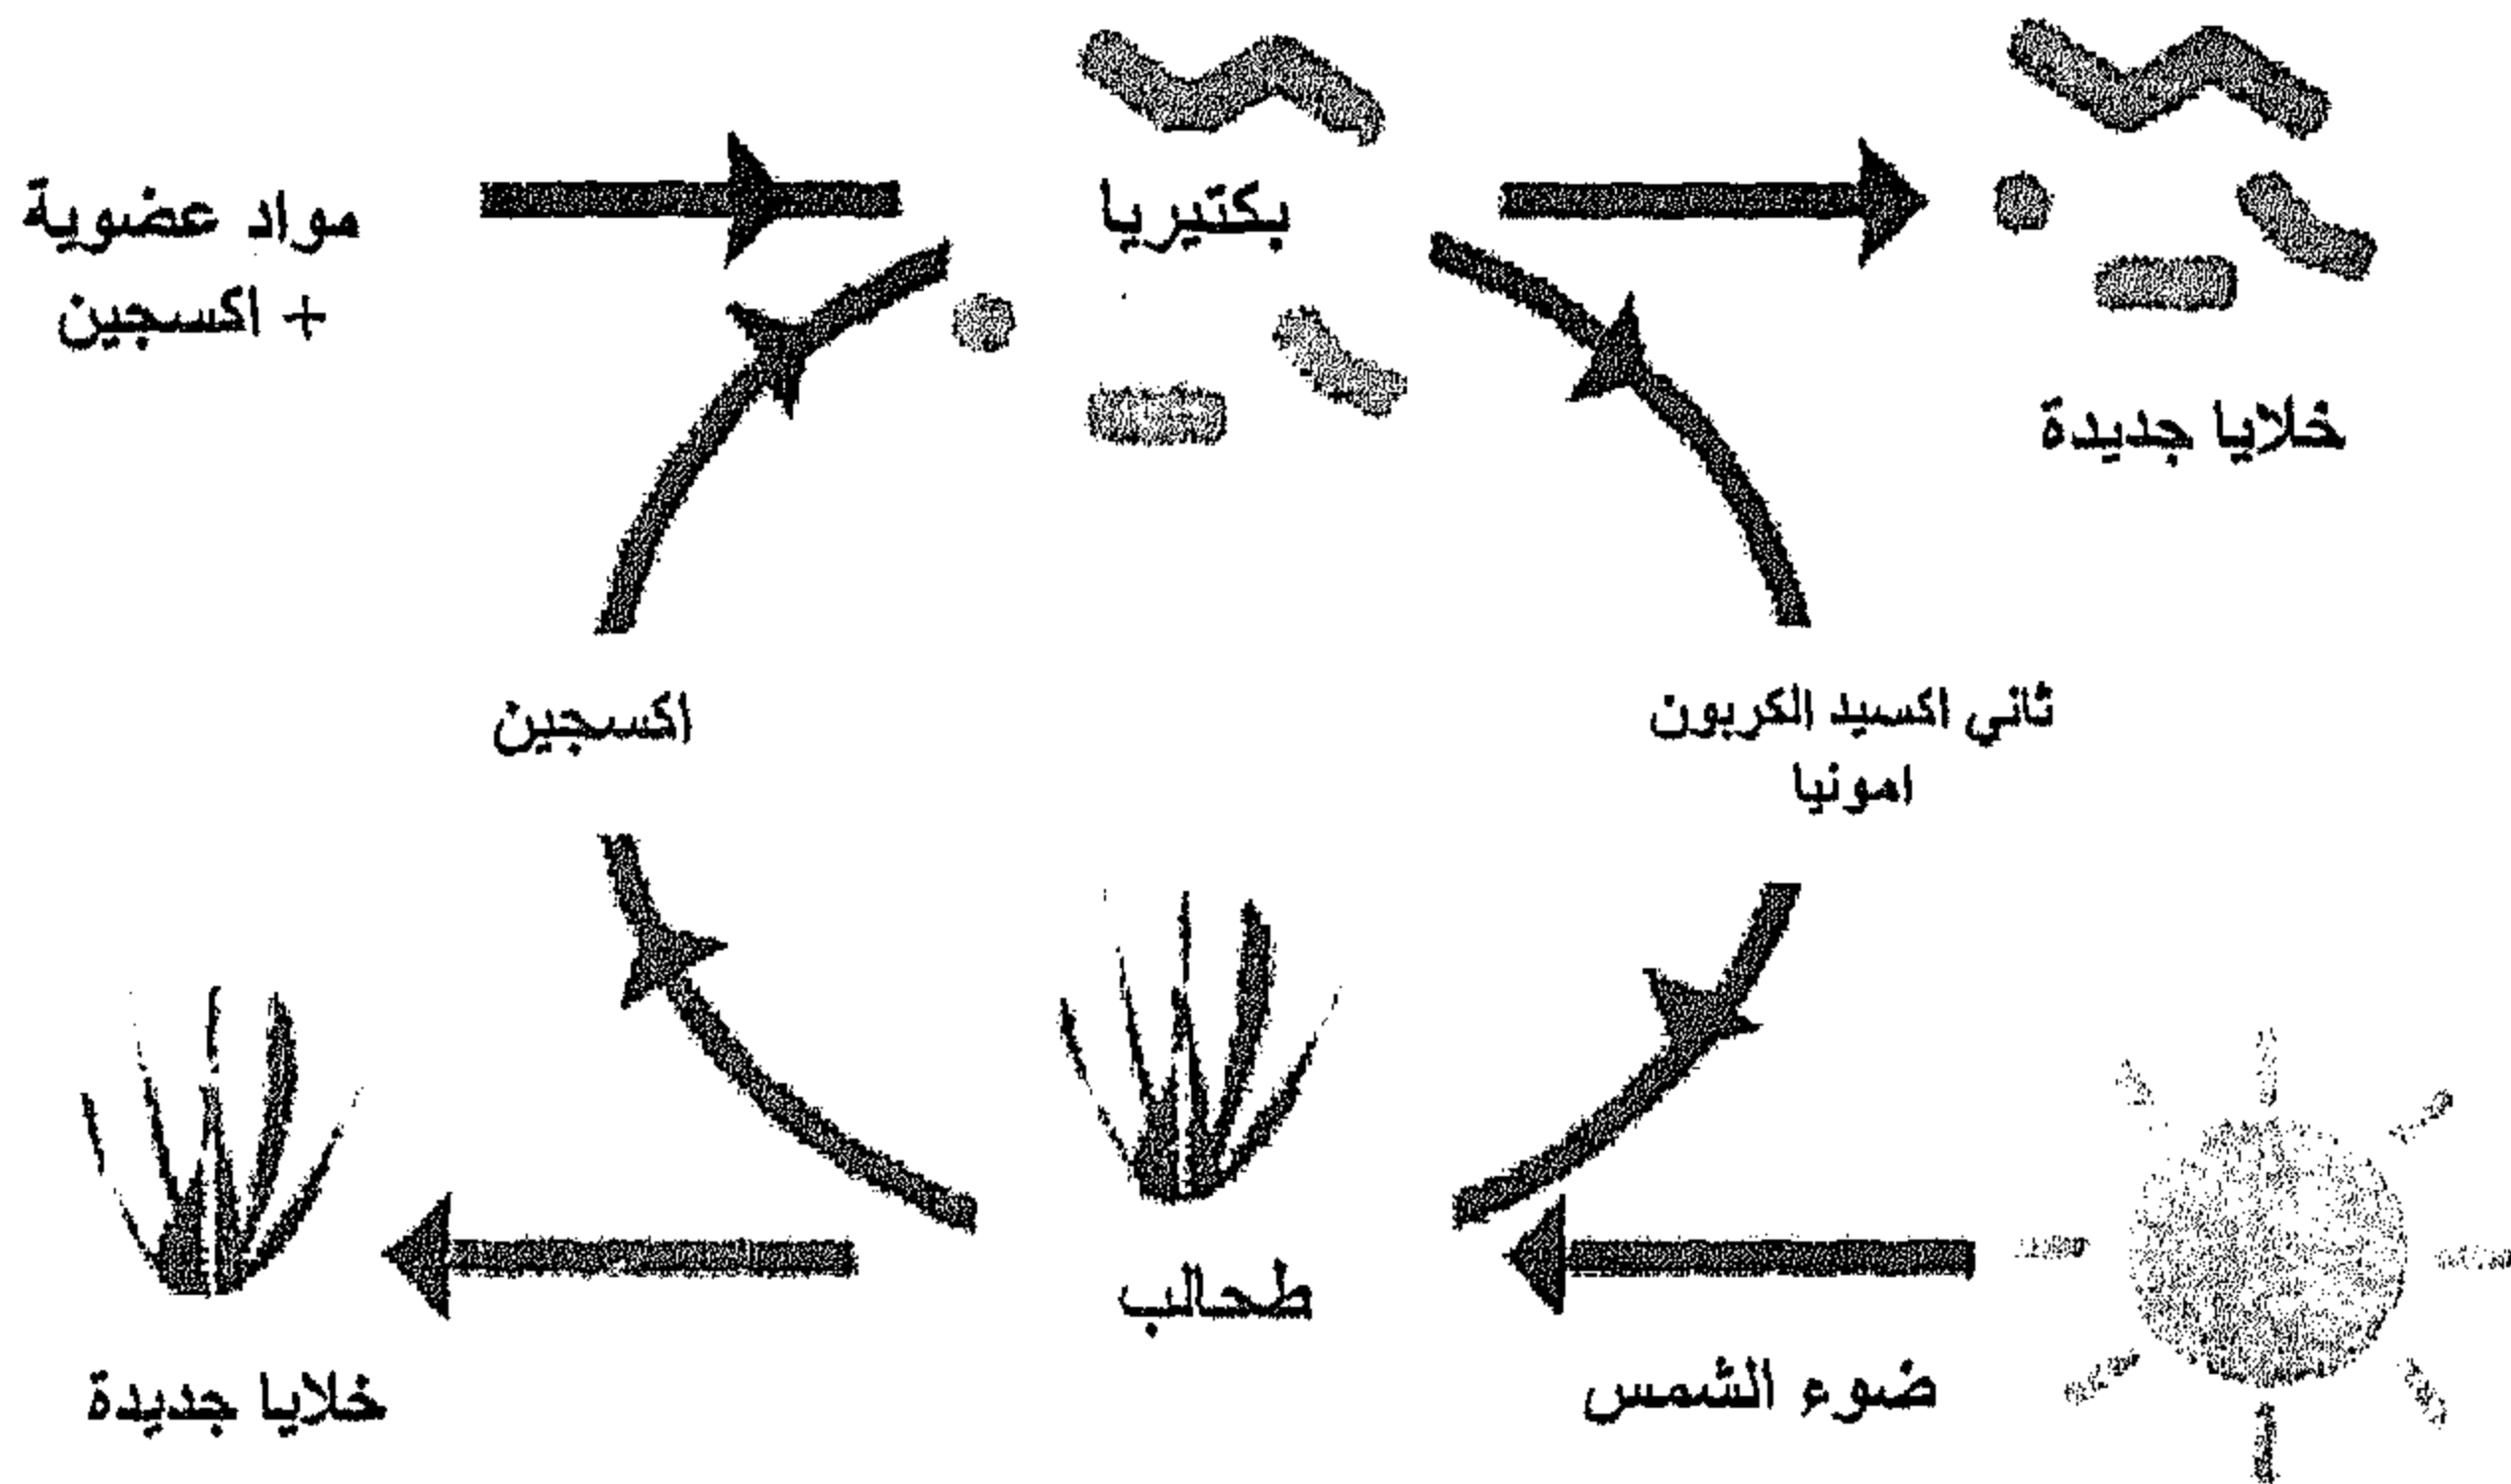 بكتيريا
مواد عضوية
+ اكسجين
خلايا جديدة
ثاني اكسيد الكربون
امونيا
اكسجين
طحالب
ضوء الشمس
خلايا جديدة